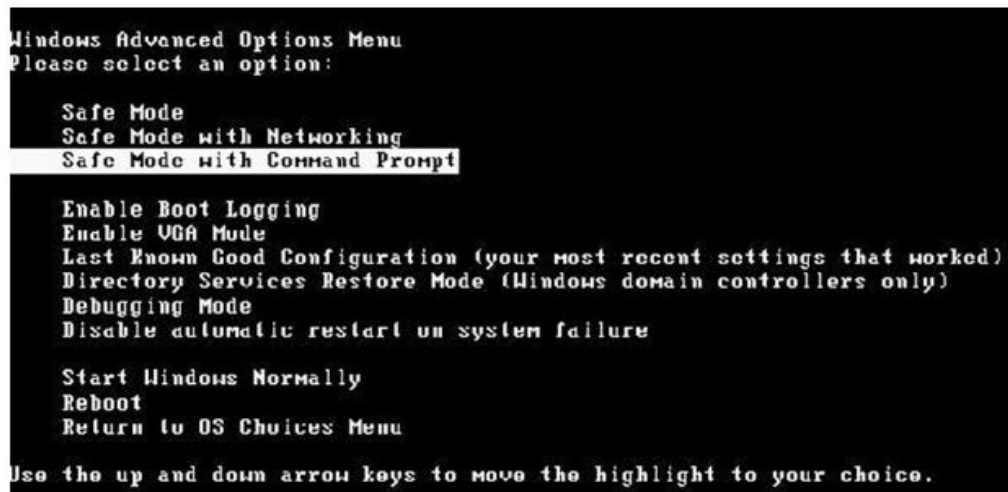 Windows Advanced Options Menu
Please select an option:
Safe Mode
Safe Mode with Networking
Safe Mode with Command Prompt
Enable Boot Logging
Enable VGA Mode
Last Known Good Configuration (your most recent settings that worked)
Directory Services Restore Mode (Windows domain controllers only)
Debugging Mode
Disable automatic restart on system failure
Start Windows Normally
Reboot
Return to OS Choices Menu
Use the up and down arrow keys to move the highlight to your choice.